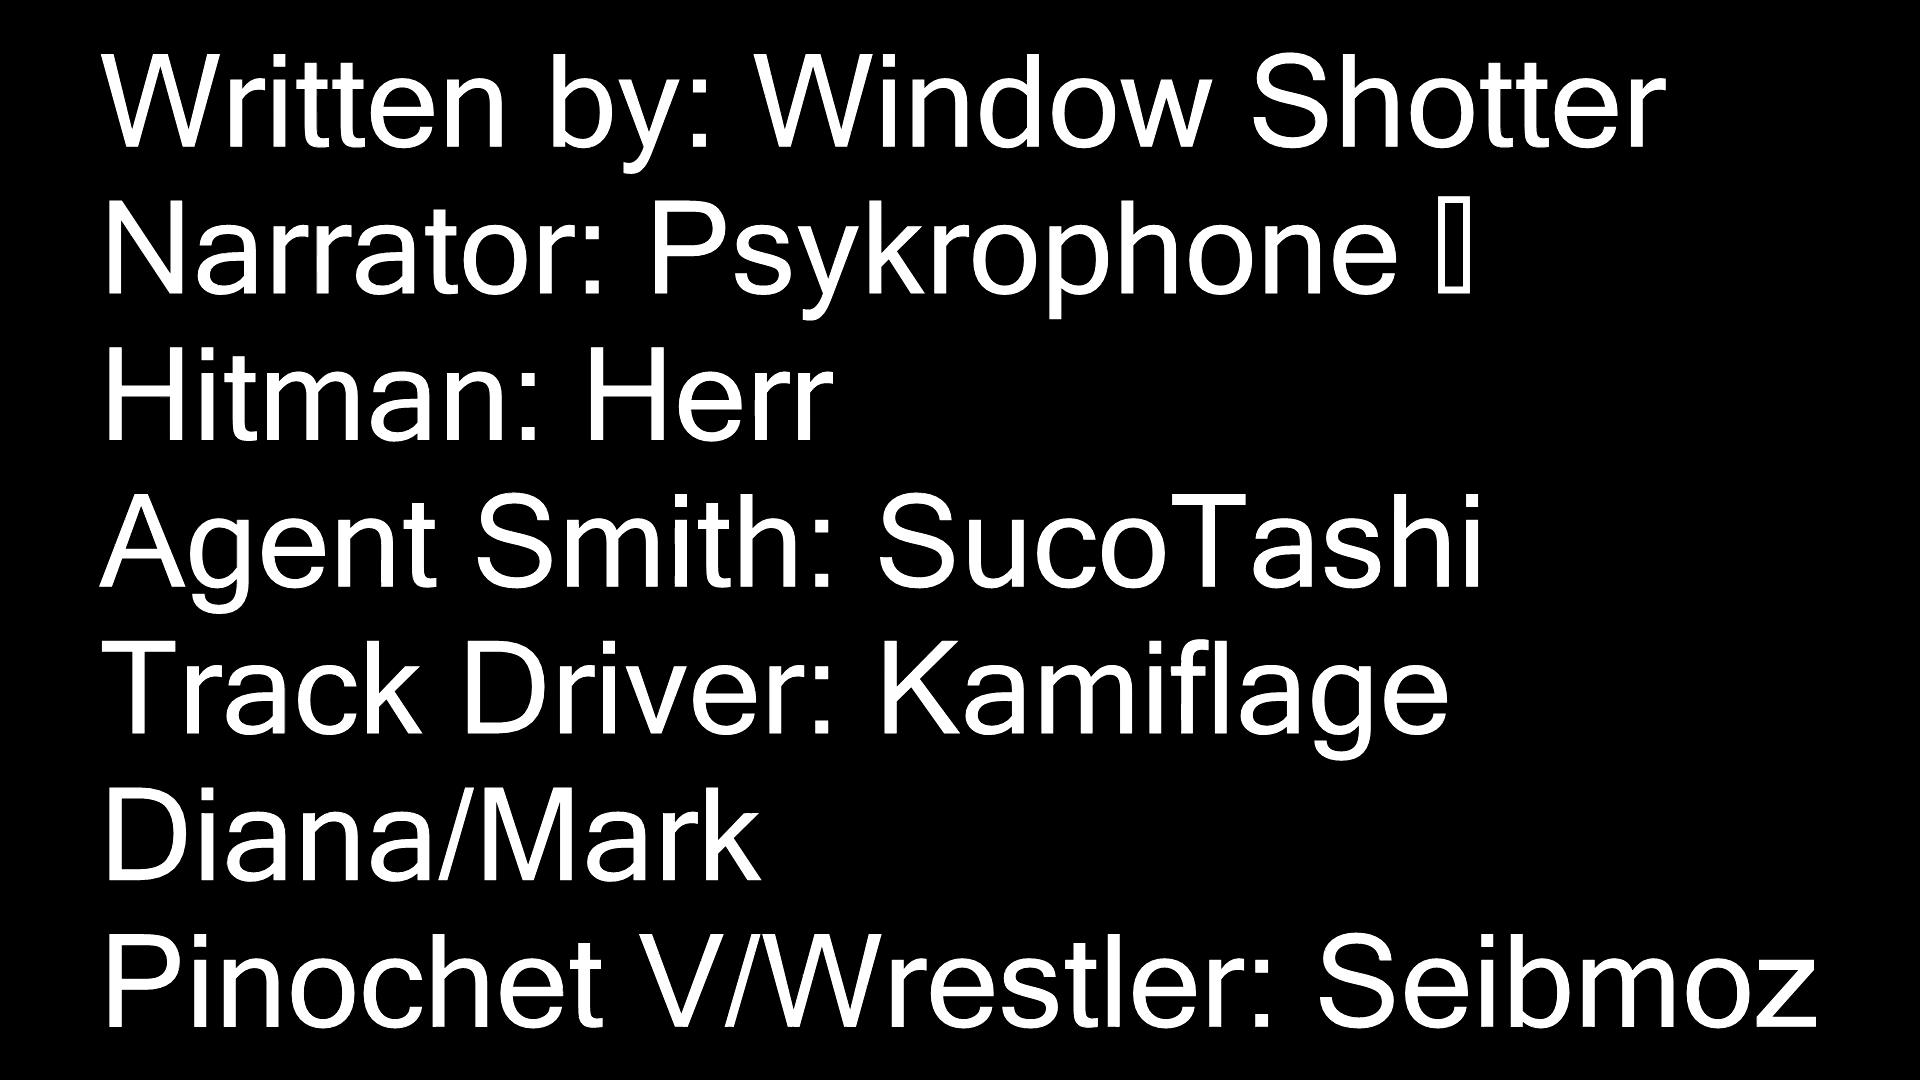 Written by: Window Shotter
Narrator: Psykrophone
Hitman: Herr
Agent Smith: SucoTashi
Track Driver: Kamiflage
Diana/Mark
Pinochet V/Wrestler: Seibmoz